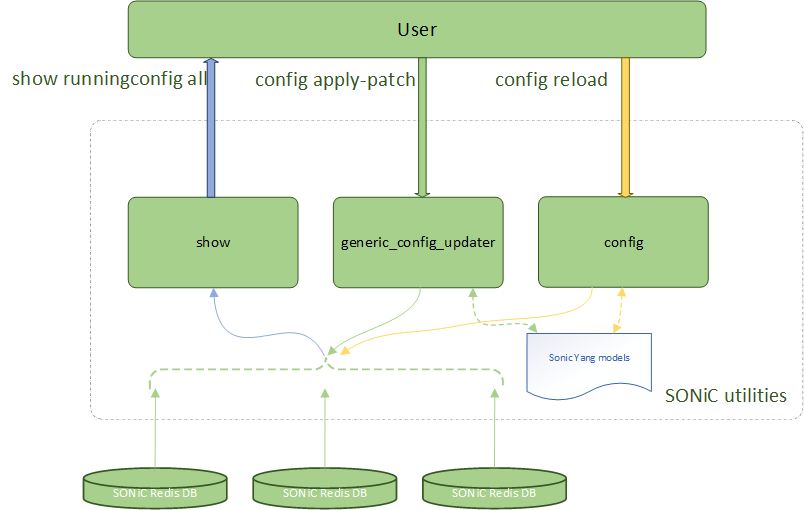 User
show runningconfig all
config apply-patch
config reload
show
generic_config_updater
config
SonicYang models
SONiC utilities
SONiC Redis DB
SONiC Redis DB
SONiC Redis DB